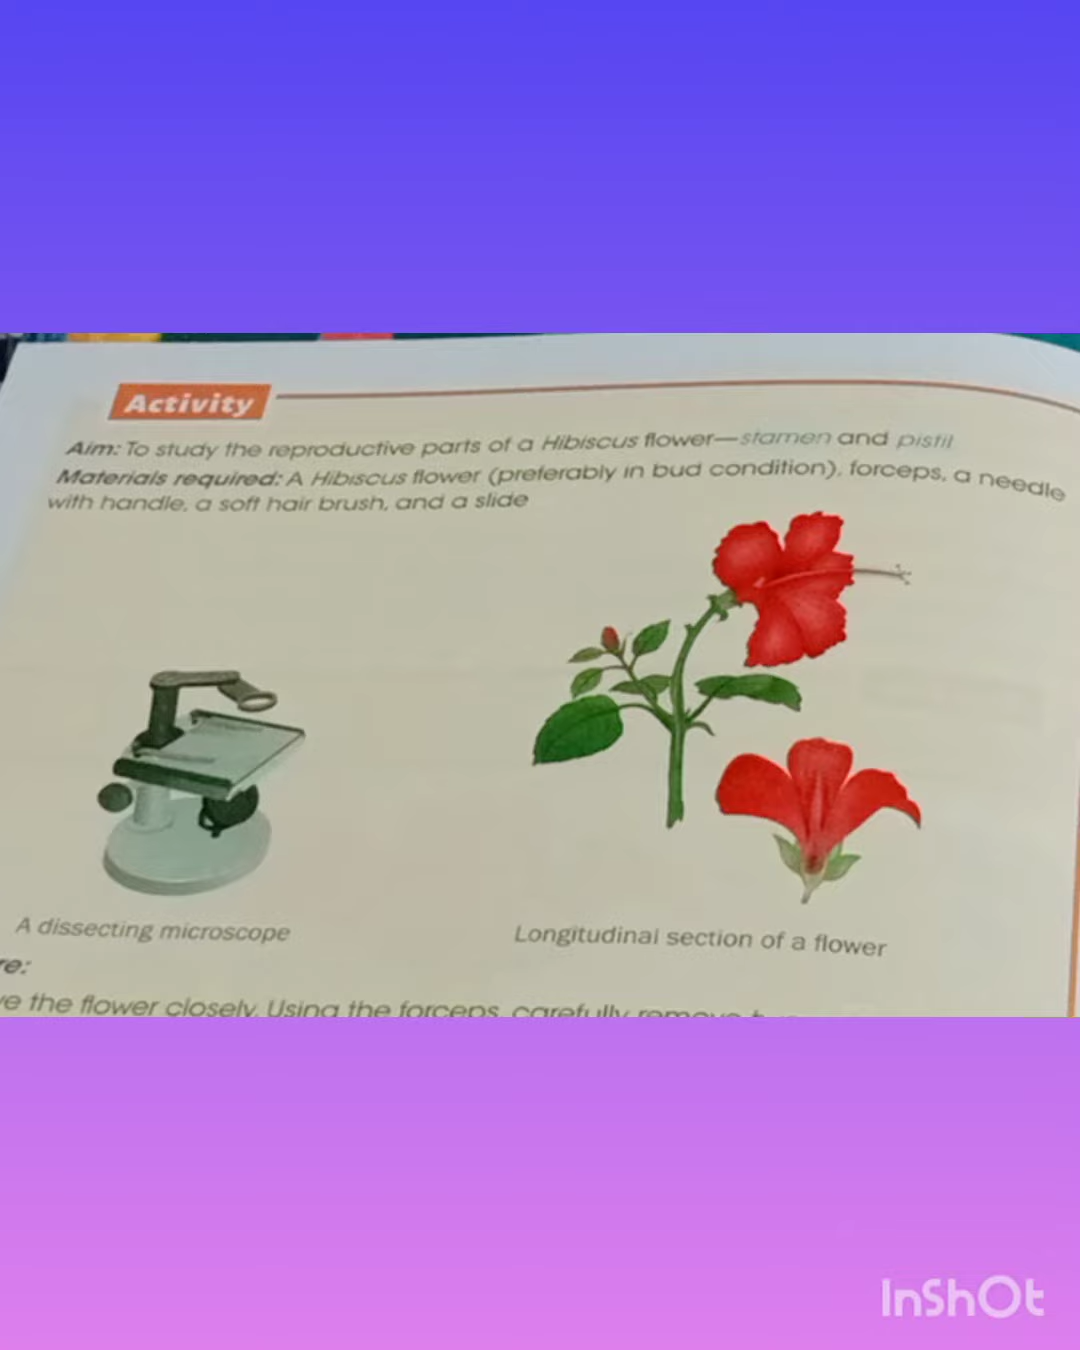 Activity
Aim: To study the reproductive parts of a Hibiscus flower—stamen and pistil
Materials required: A Hibiscus flower (preferably in bud condition), forceps, a needle
with handle, a soft hair brush, and a slide
A dissecting microscope
Longitudinal section of a flower
re:
ve the flower closely. Using the forceps, carefully remove
InShOt